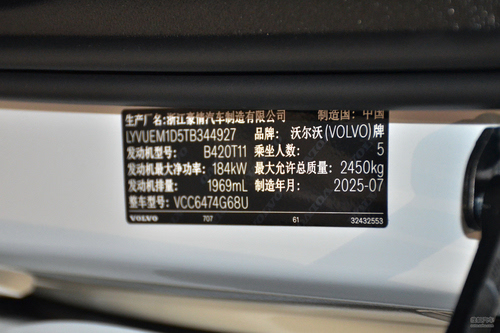 生产厂名: 浙江豪情汽车制造有限公司 制造国: 中国
LYVUEM1D5TB344927 品牌: 沃尔沃(VOLVO)牌
发动机型号: B420T11 乘坐人数: 5
发动机最大净功率: 184kW 最大允许总质量: 2450kg
发动机排量: 1969mL 制造年月: 2025-07
整车型号: VCC6474G68U
VOLVO 707 61 32432553